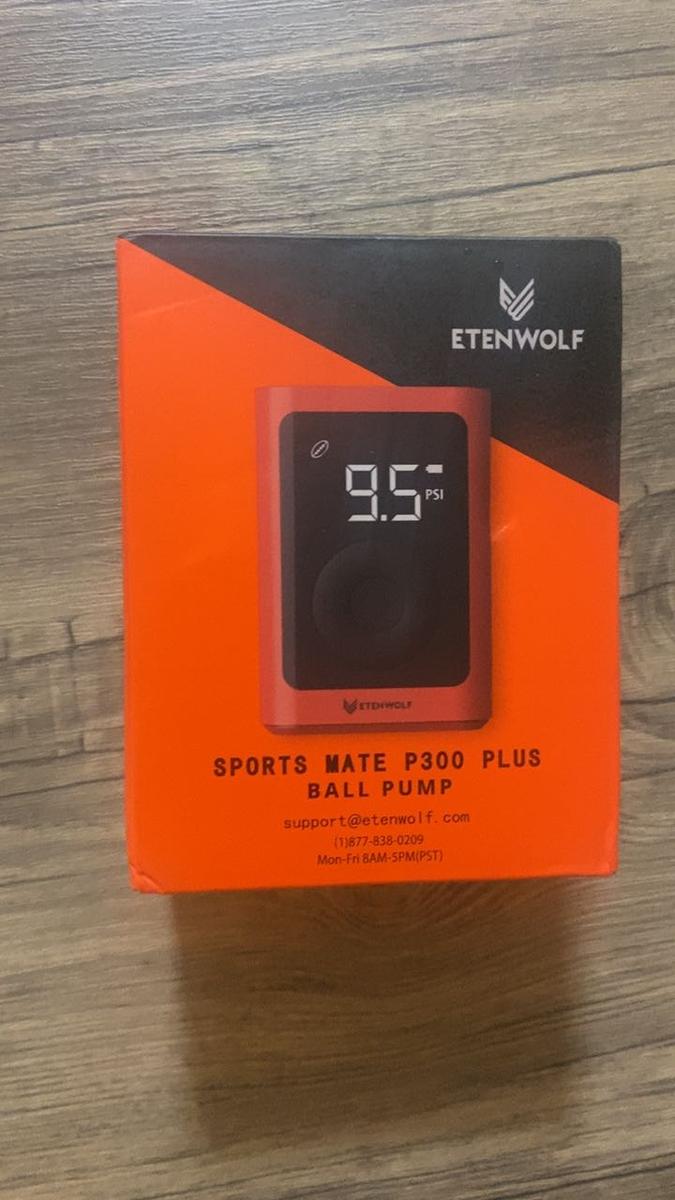 ETENWOLF
9.5 PSI
ETENWOLF
SPORTS MATE P300 PLUS
BALL PUMP
support@etenwolf.com
(1)877-838-0209
Mon-Fri 8AM-5PM(PST)